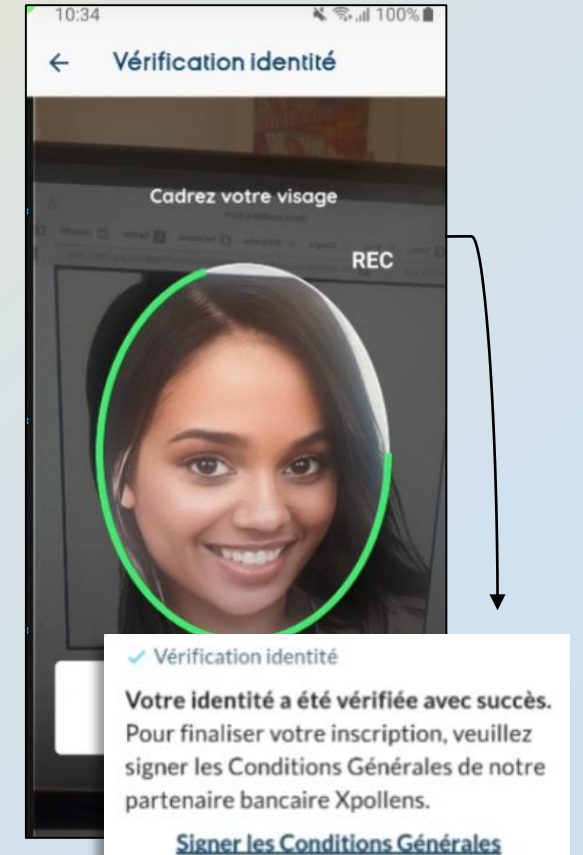 10:34
100%
Vérification identité
Cadrez votre visage
REC
Vérification identité
Votre identité a été vérifiée avec succès.
Pour finaliser votre inscription, veuillez
signer les Conditions Générales de notre
partenaire bancaire Xpollens.
Signer les Conditions Générales